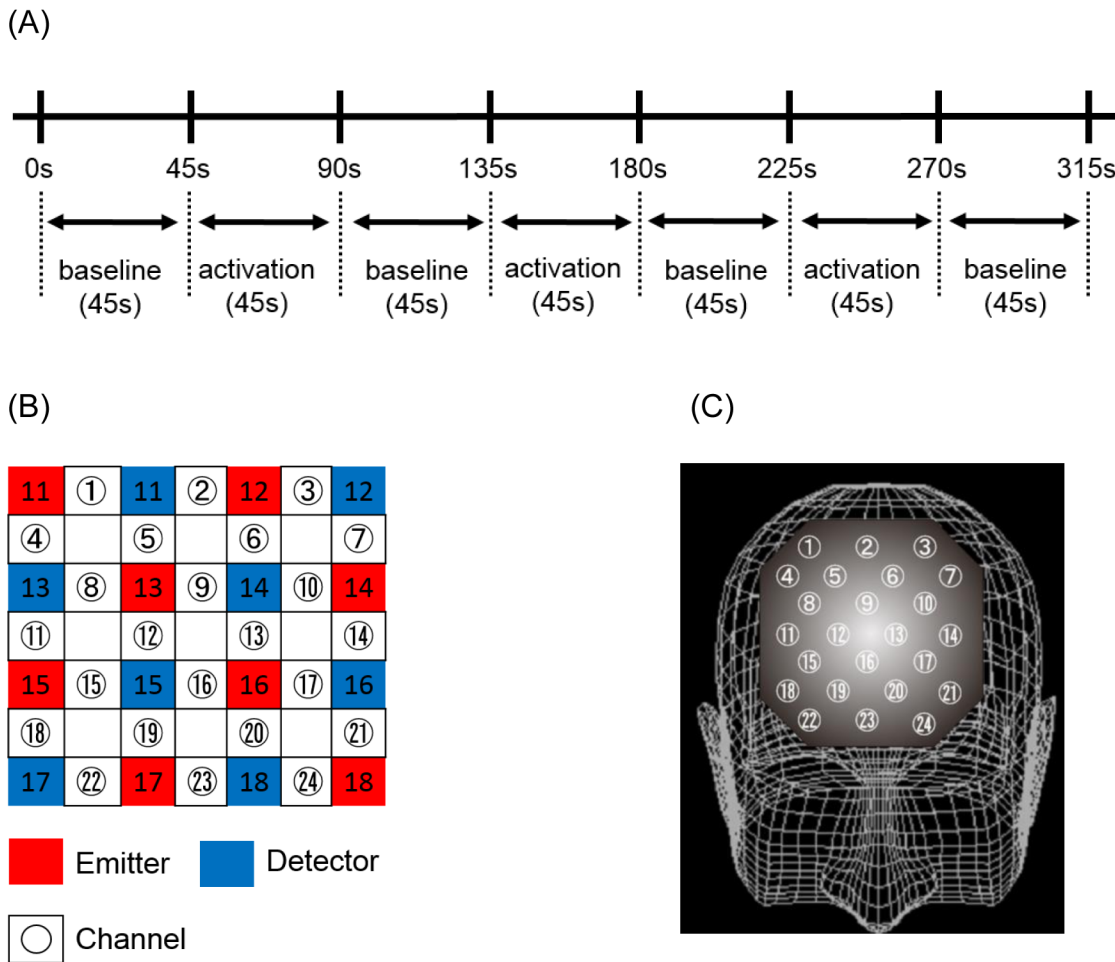 (A)
0s 45s 90s 135s 180s 225s 270s 315s
baseline activation baseline activation baseline activation baseline
(45s) (45s) (45s) (45s) (45s) (45s) (45s)
(B) (C)
11 ① 11 ② 12 ③ 12
④ ⑤ ⑥ ⑦
13 ⑧ 13 ⑨ 14 ⑩ 14
⑪ ⑫ ⑬ ⑭
15 ⑮ 15 ⑯ 16 ⑰ 16
⑱ ⑲ ⑳ ㉑
17 ㉒ 17 ㉓ 18 ㉔ 18
Emitter Detector
Channel
① ② ③
④ ⑤ ⑥ ⑦
⑧ ⑨ ⑩
⑪ ⑫ ⑬ ⑭
⑮ ⑯ ⑰
⑱ ⑲ ⑳ ㉑
㉒ ㉓ ㉔